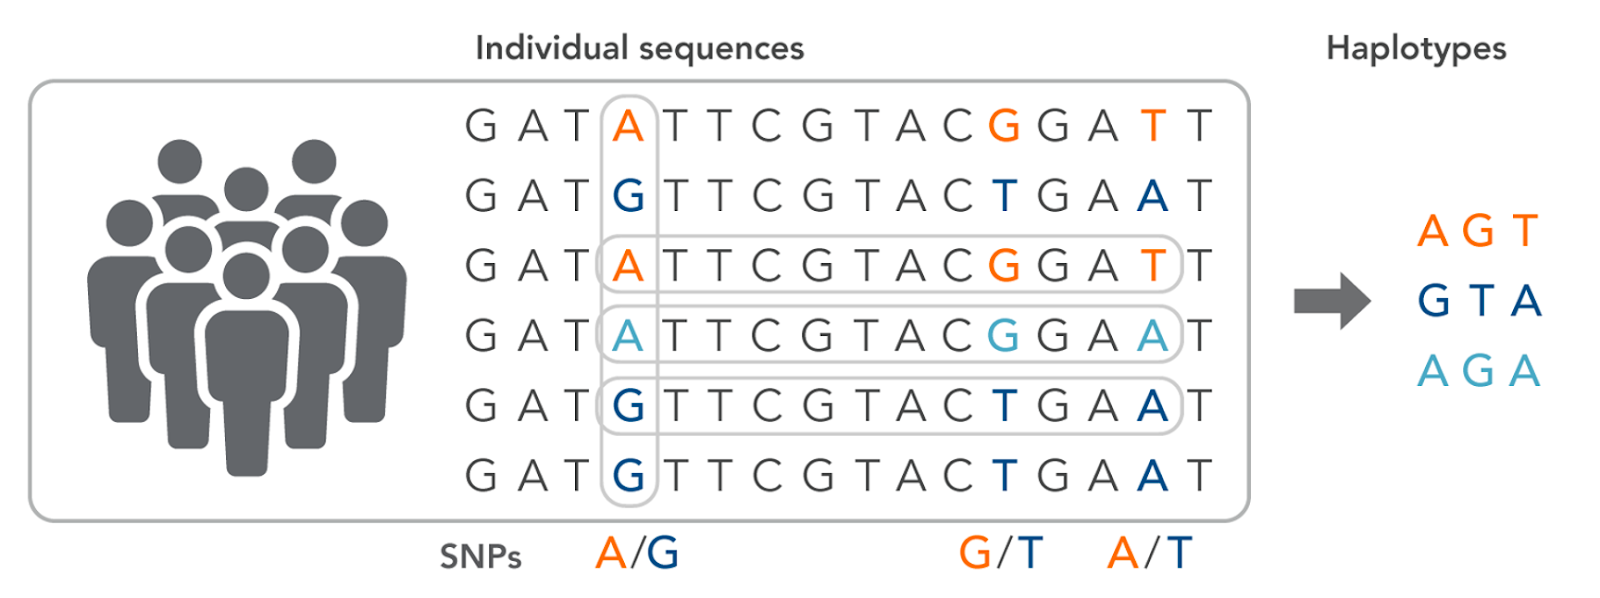 Individual sequences
Haplotypes
G A T A T T C G T A C G G A T T
G A T G T T C G T A C T G A A T
G A T A T T C G T A C G G A T T
G A T A T T C G T A C G G A A T
G A T G T T C G T A C T G A A T
G A T G T T C G T A C T G A A T
A G T
G T A
A G A
SNPs A/G G/T A/T